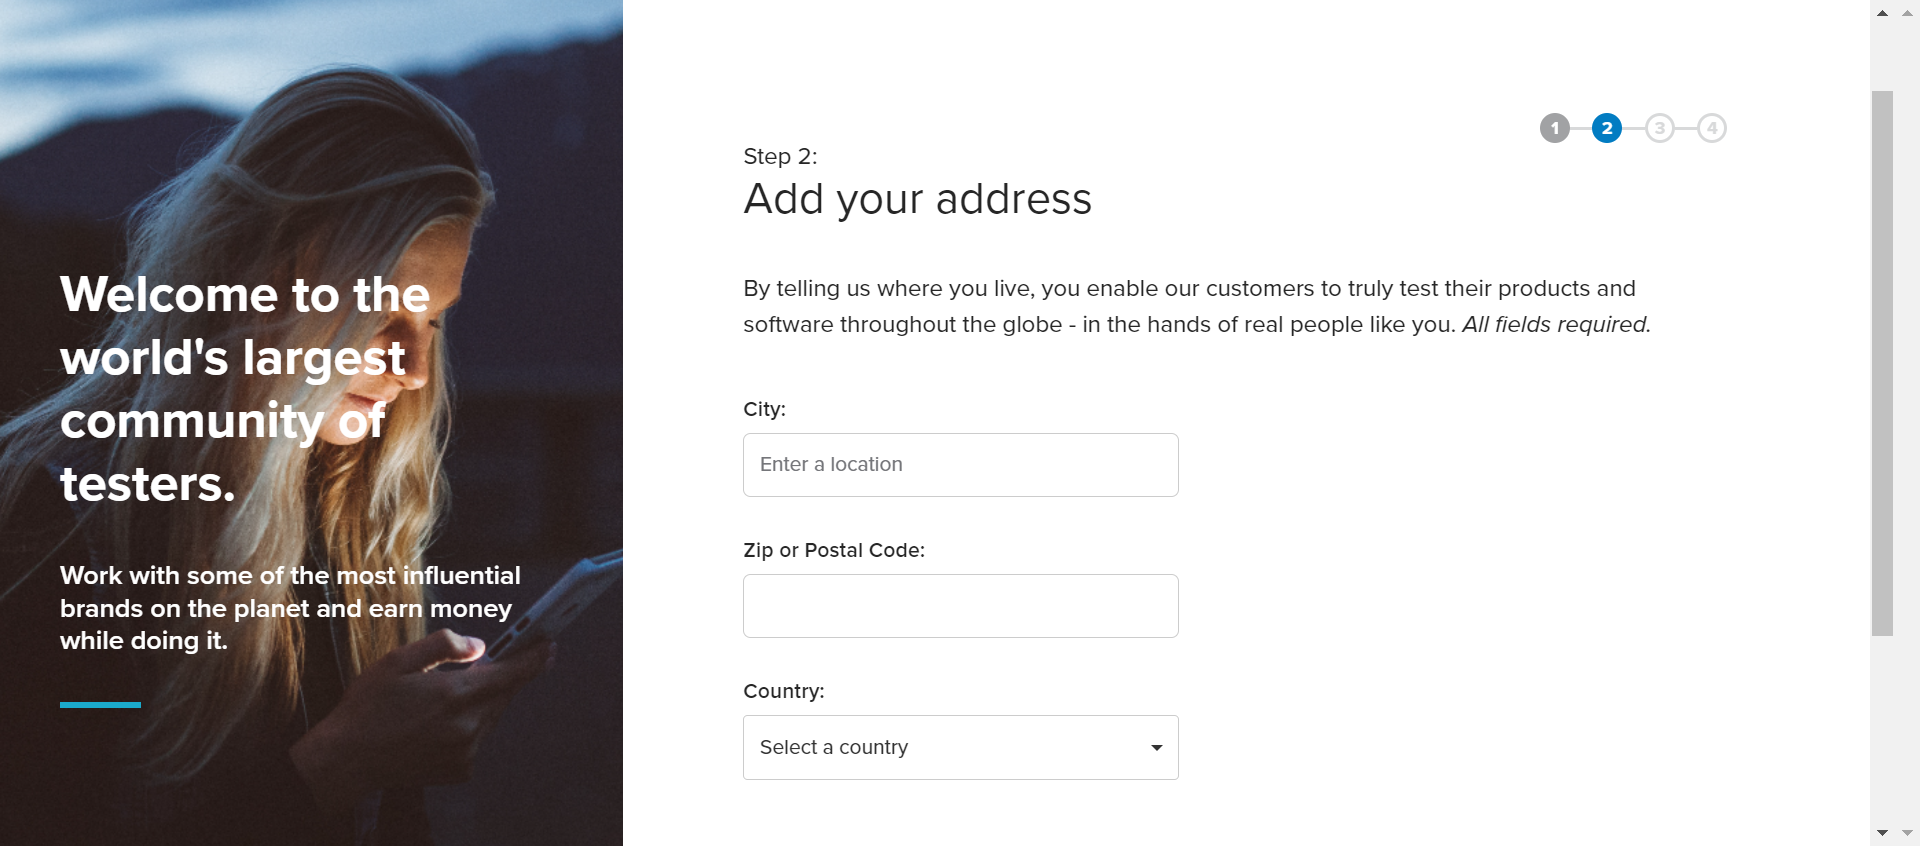 Welcome to the
world's largest
community of
testers.
Work with some of the most influential
brands on the planet and earn money
while doing it.
1 2 3 4
Step 2:
Add your address
By telling us where you live, you enable our customers to truly test their products and
software throughout the globe - in the hands of real people like you. All fields required.
City:
Enter a location
Zip or Postal Code:
Country:
Select a country